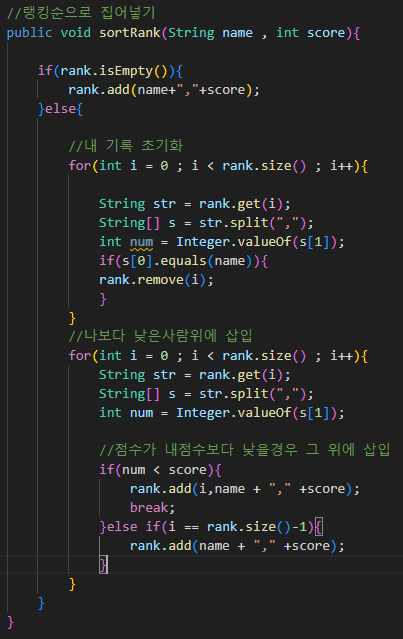 //랭킹순으로 집어넣기
public void sortRank(String name , int score){
if(rank.isEmpty()){
rank.add(name+","+score);
}else{
//내 기록 초기화
for(int i = 0 ; i < rank.size() ; i++){
String str = rank.get(i);
String[] s = str.split(",");
int num = Integer.valueOf(s[1]);
if(s[0].equals(name)){
rank.remove(i);
}
}
//나보다 낮은사람위에 삽입
for(int i = 0 ; i < rank.size() ; i++){
String str = rank.get(i);
String[] s = str.split(",");
int num = Integer.valueOf(s[1]);
//점수가 내점수보다 낮을경우 그 위에 삽입
if(num < score){
rank.add(i,name + "," +score);
break;
}else if(i == rank.size()-1){
rank.add(name + "," +score);
}
}
}
}